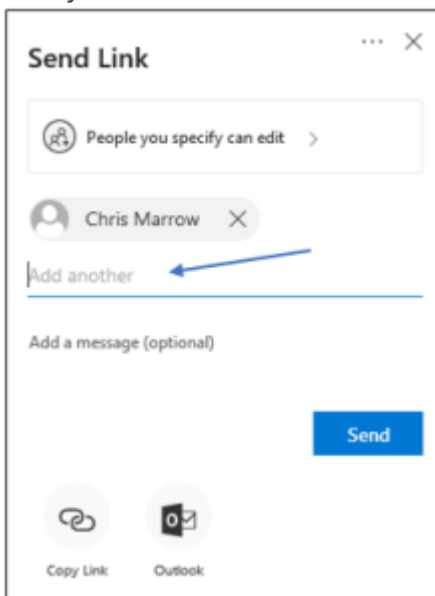 Send Link
People you specify can edit
Chris Marrow
Add another
Add a message (optional)
Send
Copy Link
Outlook